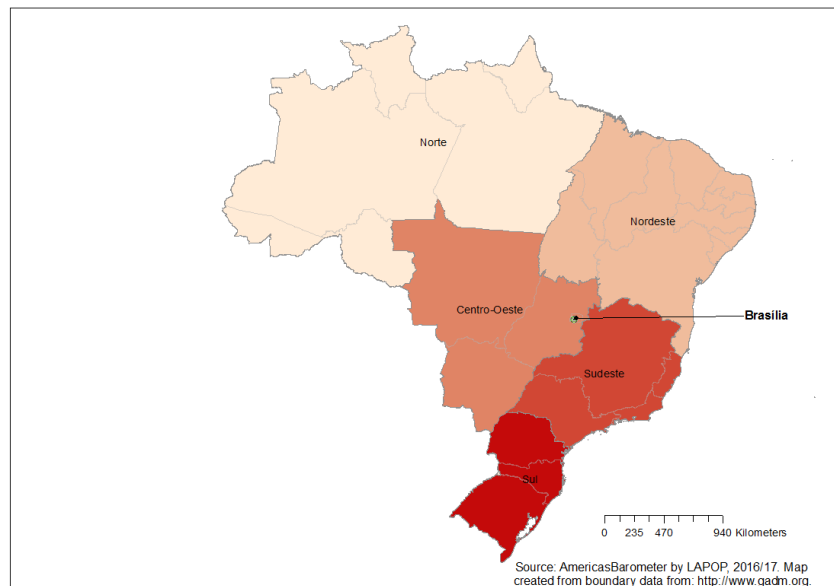 Norte
Nordeste
Centro-Oeste
Brasilia
Sudeste
Sul
0 235 470 940 Kilometers
Source: AmericasBarometer by LAPOP, 2016/17. Map
created from boundary data from: http://www.gadm.org.